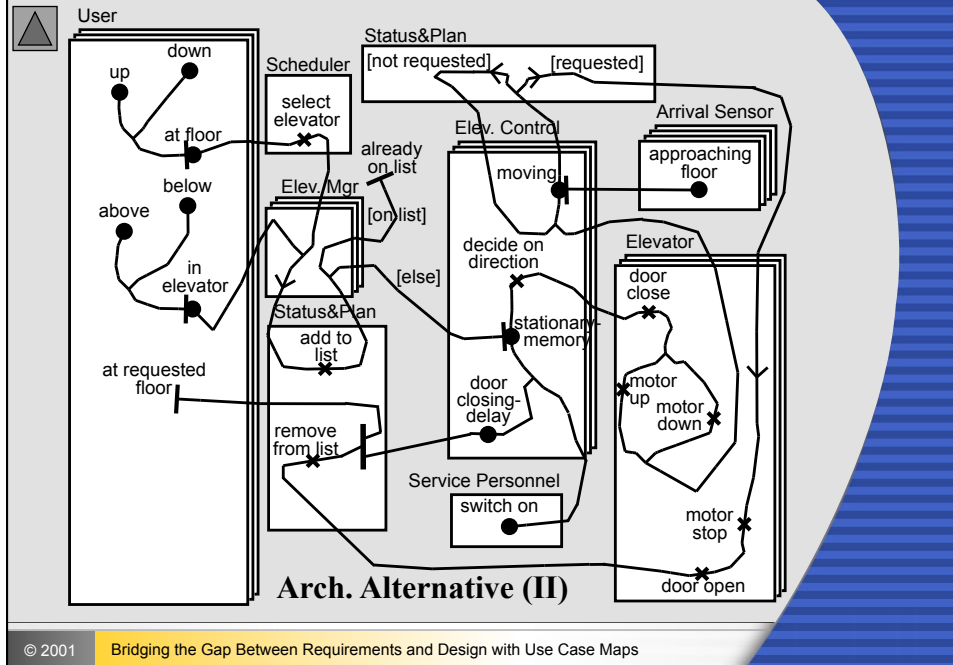 User
down
up
at floor
below
above
in
elevator
at requested
floor
Scheduler
select
elevator
already
on list
Elev. Mgr
[on list]
[else]
Status&Plan
add to
list
remove
from list
Status&Plan
[not requested]
[requested]
Elev. Control
moving
decide on
direction
stationary-
memory
door
closing-
delay
Service Personnel
switch on
Arrival Sensor
approaching
floor
Elevator
door
close
motor
up
motor
down
motor
stop
door open
Arch. Alternative (II)
© 2001
Bridging the Gap Between Requirements and Design with Use Case Maps